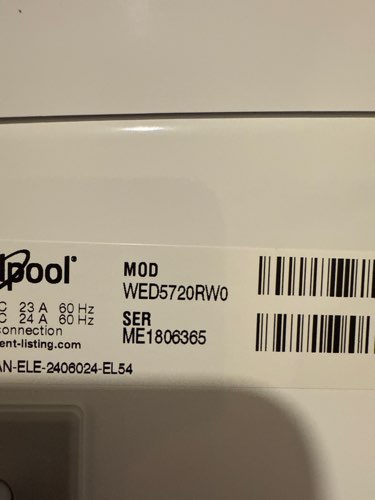 lpool
C 23 A 60 Hz
C 24 A 60 Hz
connection
ent-listing.com
AN-ELE-2406024-EL54
MOD
WED5720RW0
SER
ME1806365